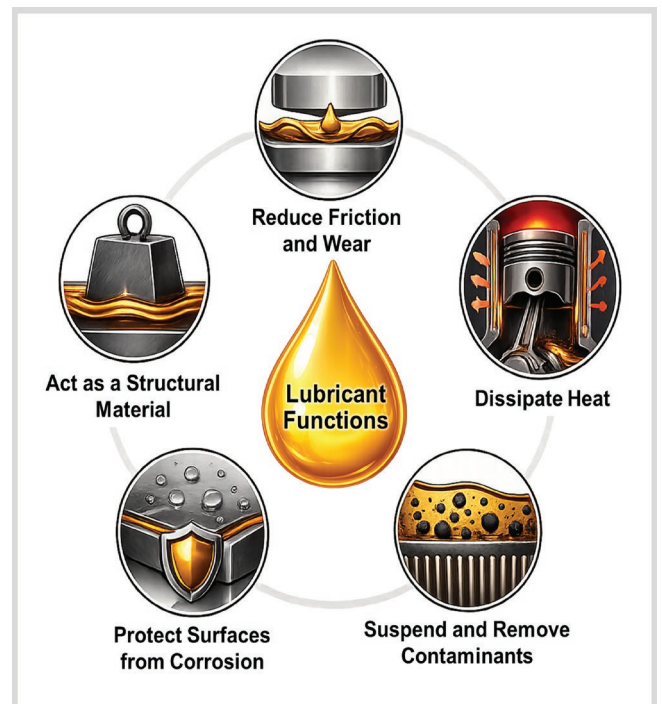 Reduce Friction
and Wear
Act as a Structural
Material
Lubricant
Functions
Dissipate Heat
Protect Surfaces
from Corrosion
Suspend and Remove
Contaminants